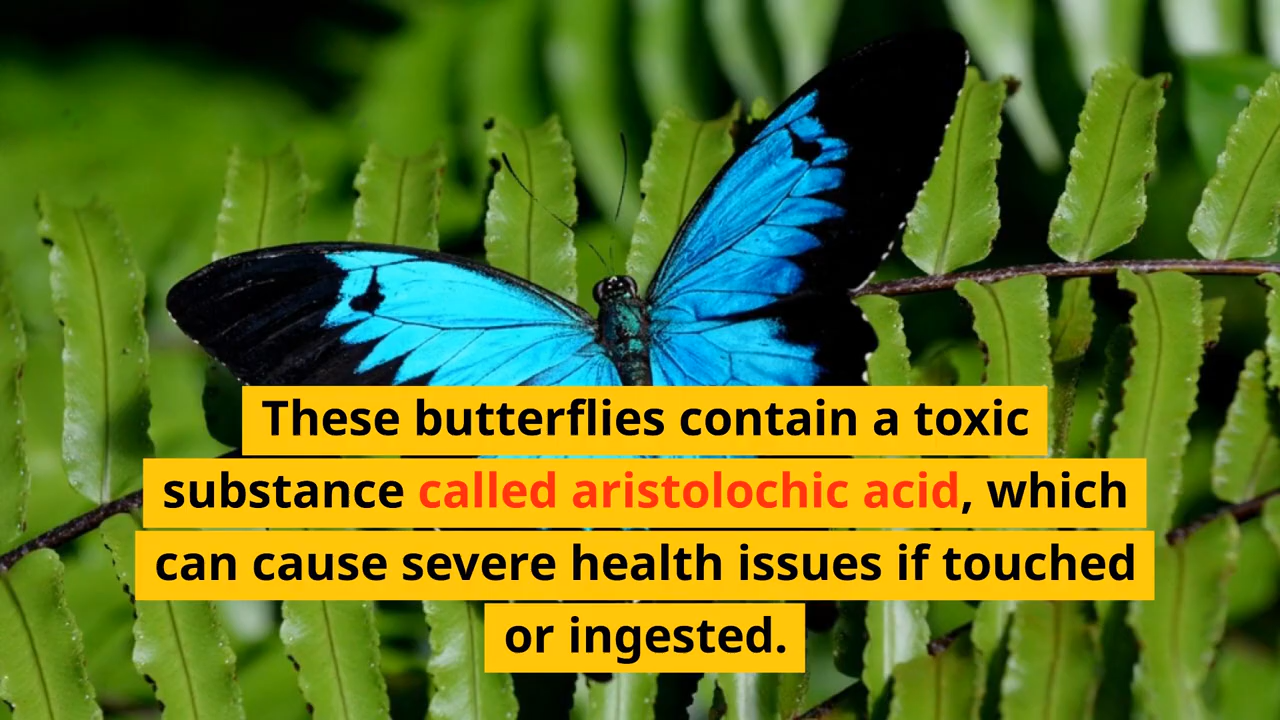 These butterflies contain a toxic
substance called aristolochic acid, which
can cause severe health issues if touched
or ingested.